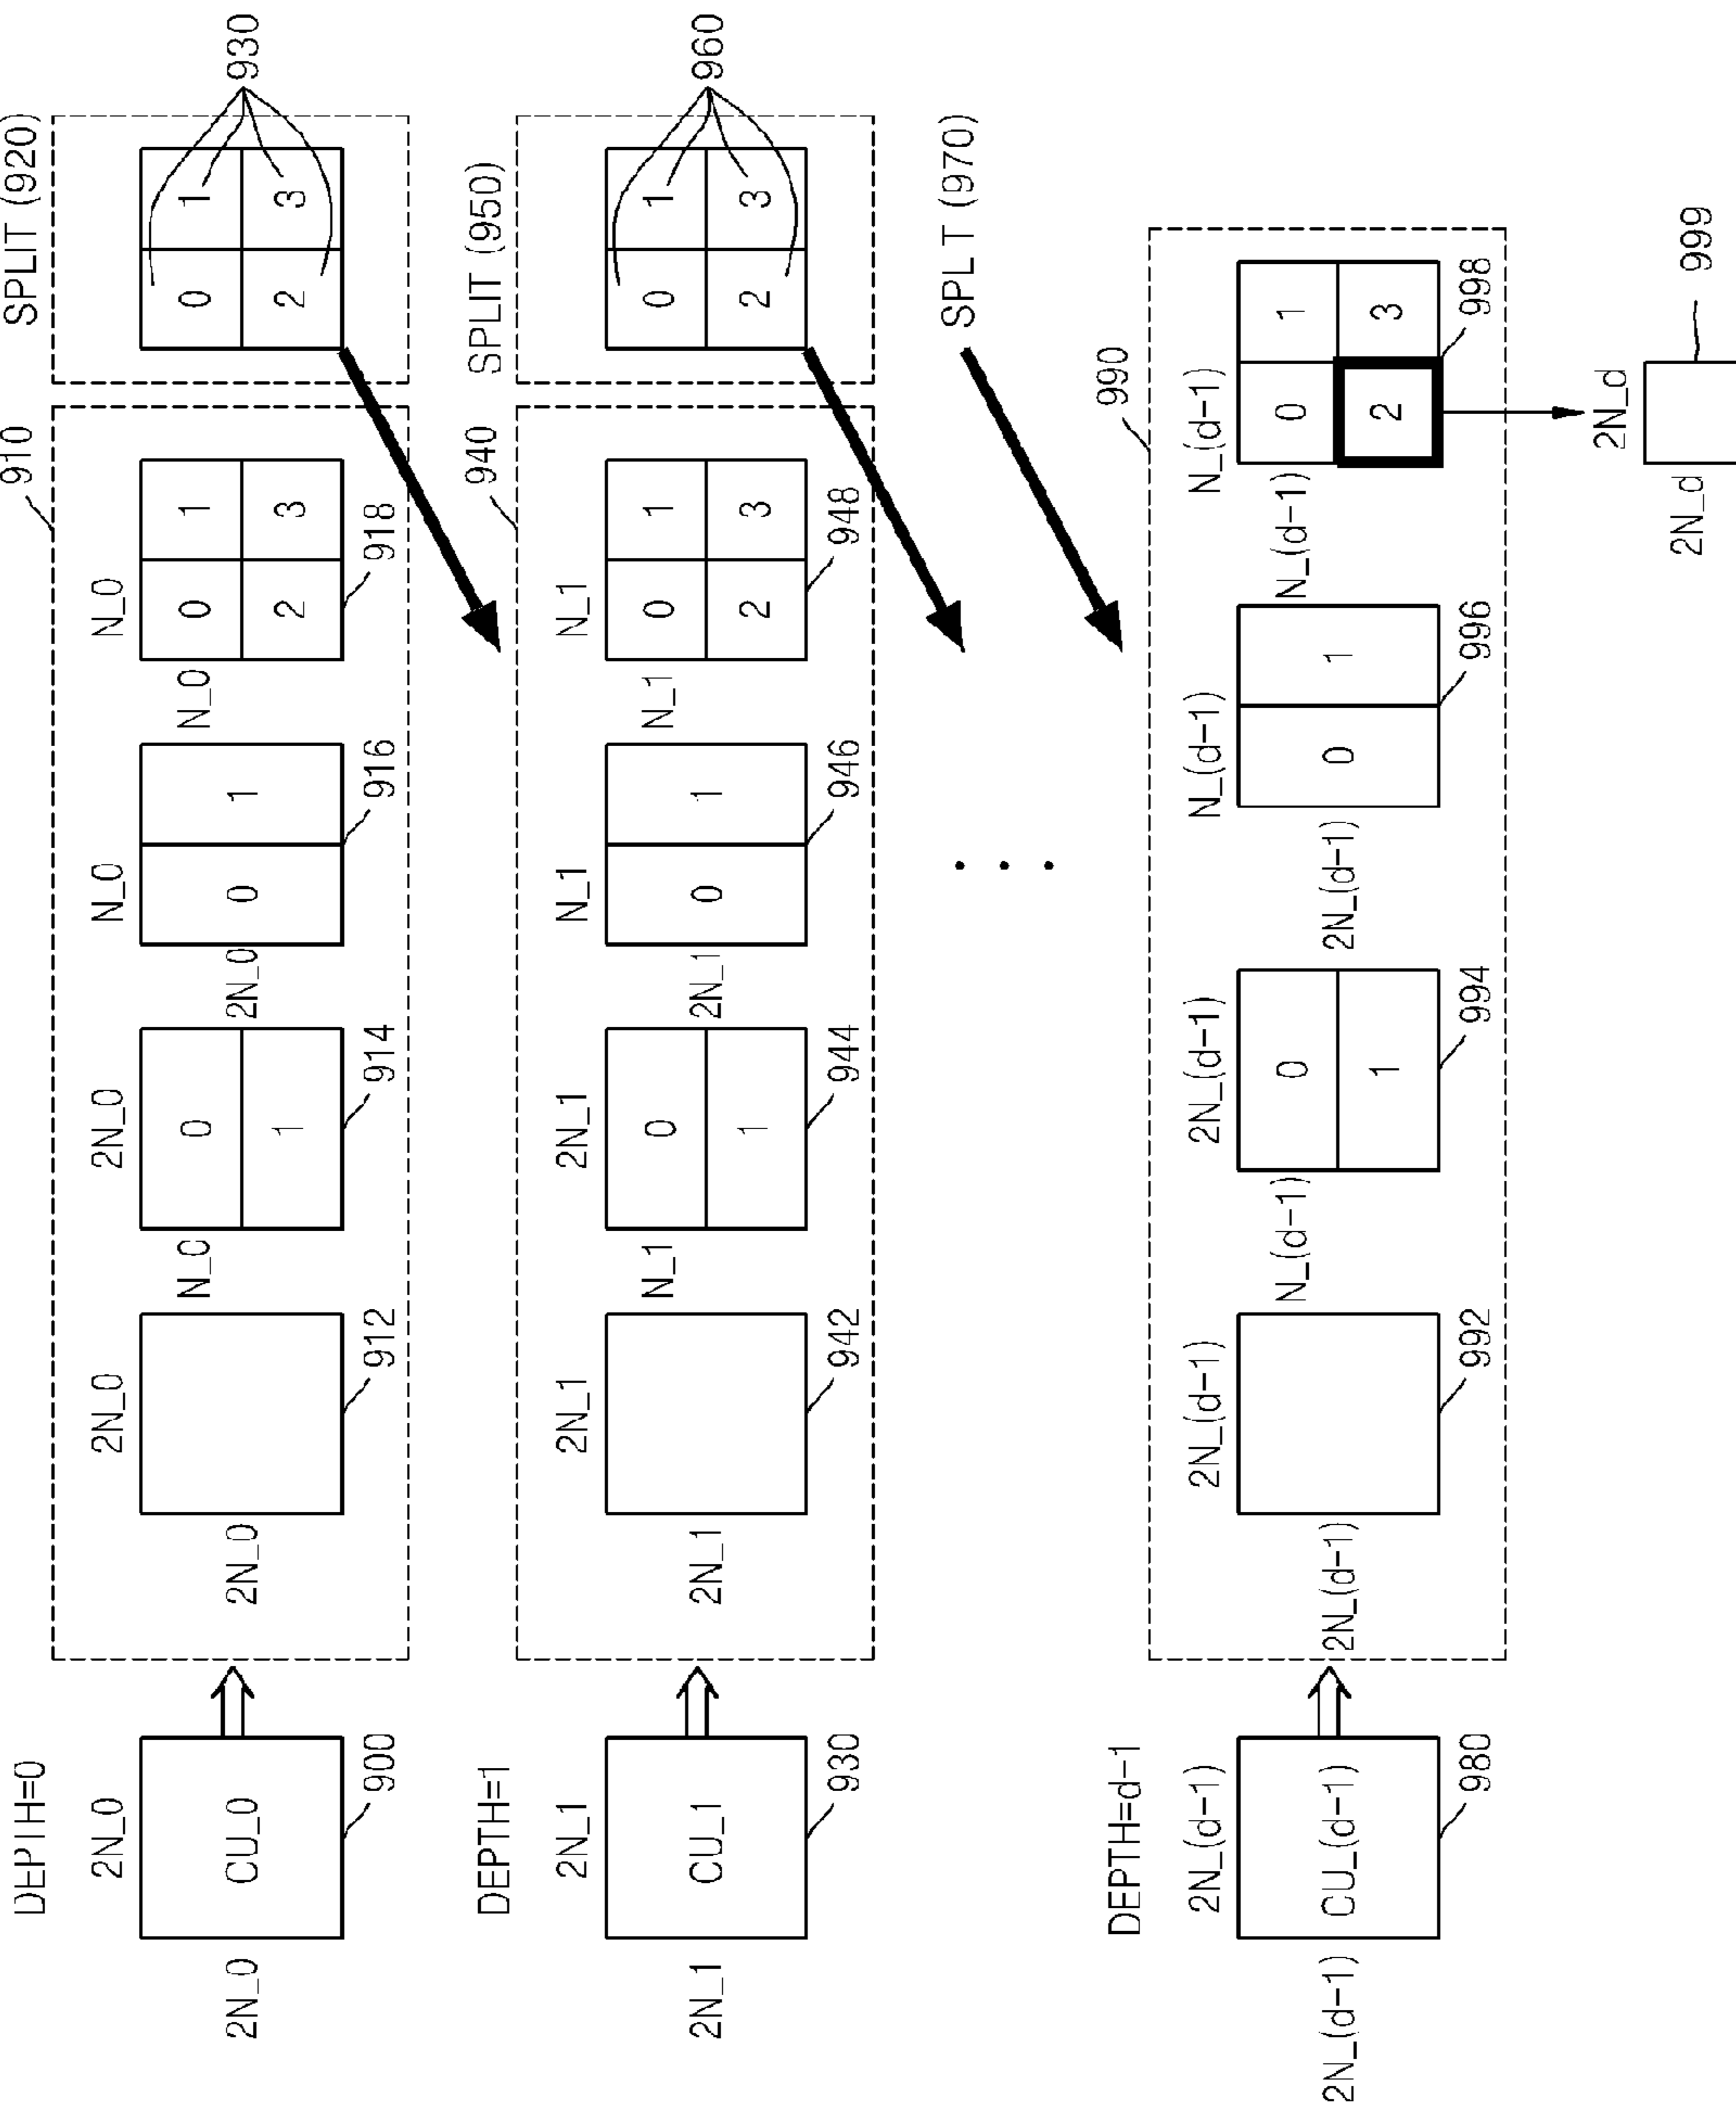 DEPTH=0
2N_0
2N_0
CU_0
900
910
2N_0
2N_0
912
2N_0
N_0
0
1
914
N_0
2N_0
0
1
916
N_0
N_0
0
1
2
3
918
SPLIT (920)
0
1
2
3
930
DEPTH=1
2N_1
2N_1
CU_1
930
940
2N_1
2N_1
942
2N_1
N_1
0
1
944
N_1
2N_1
0
1
946
N_1
N_1
0
1
2
3
948
SPLIT (950)
0
1
2
3
960
SPLIT (970)
DEPTH=d-1
2N_(d-1)
2N_(d-1)
CU_(d-1)
980
990
2N_(d-1)
2N_(d-1)
992
2N_(d-1)
N_(d-1)
0
1
994
N_(d-1)
2N_(d-1)
0
1
996
N_(d-1)
N_(d-1)
0
1
2
3
998
2N_d
2N_d
999